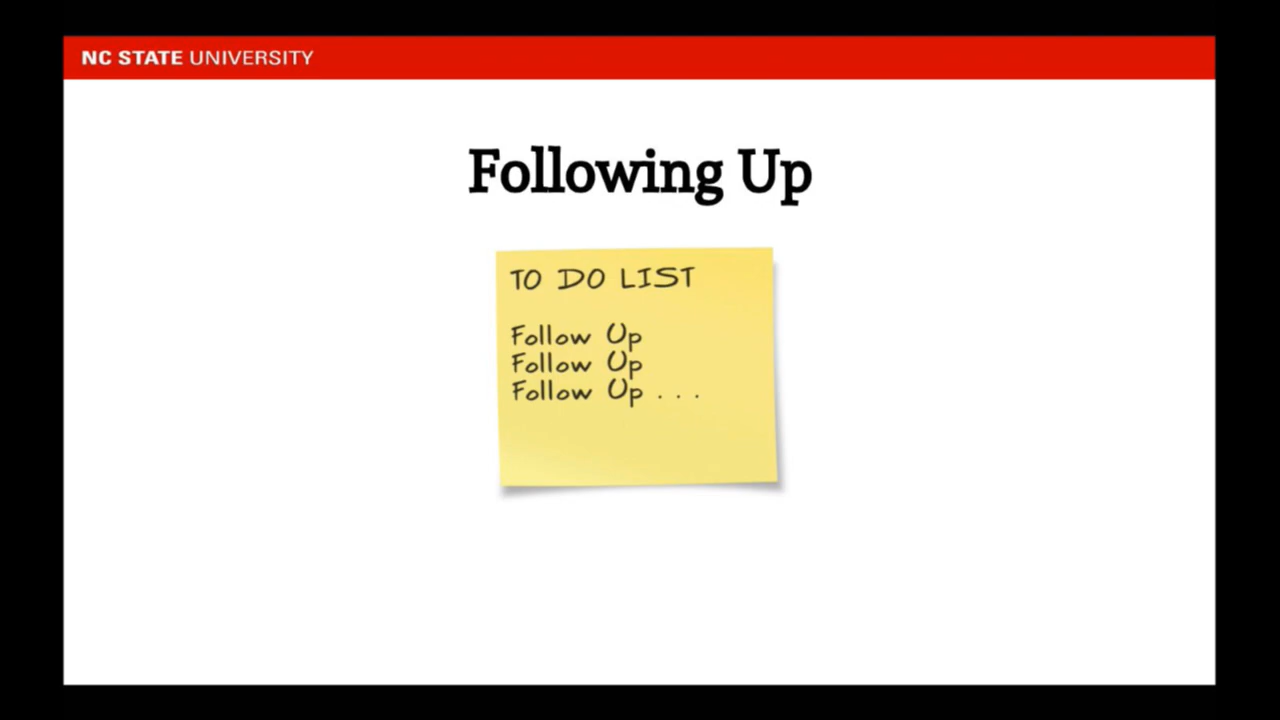 NC STATE UNIVERSITY
Following Up
TO DO LIST
Follow Up
Follow Up
Follow Up . . .